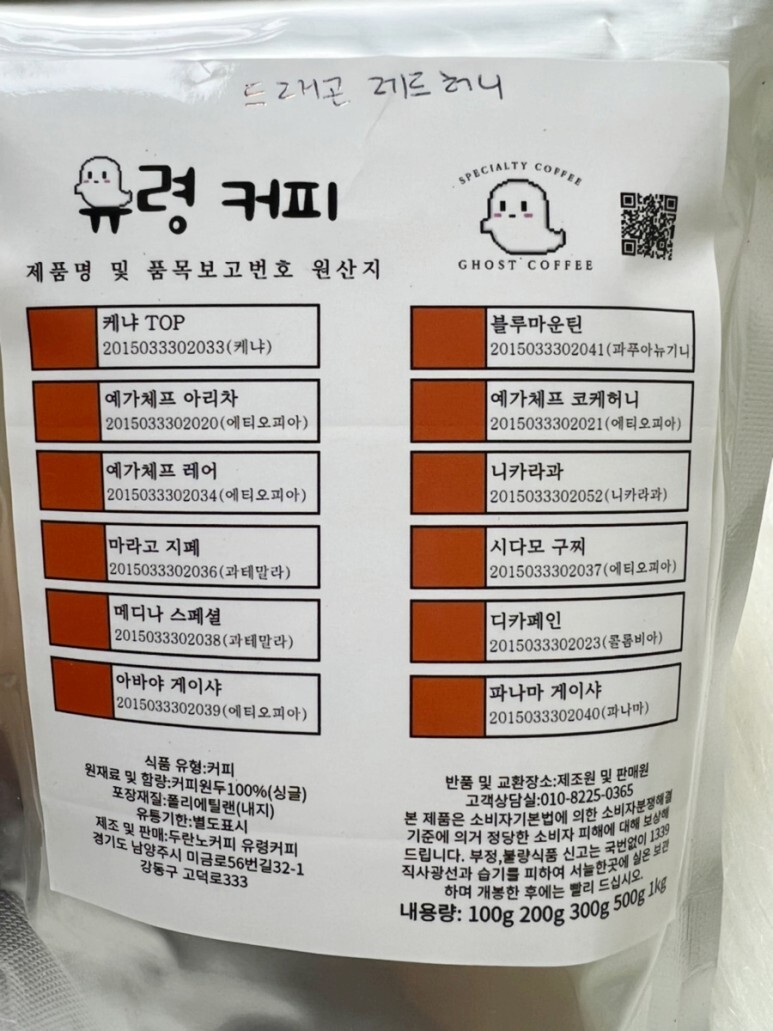 드래곤 레드허니
유령 커피
SPECIALTY COFFEE
GHOST COFFEE
제품명 및 품목보고번호 원산지
케냐 TOP
2015033302033(케냐)
예가체프 아리차
2015033302020(에티오피아)
예가체프 레어
2015033302034(에티오피아)
마라고 지페
2015033302036(과테말라)
메디나 스페셜
2015033302038(과테말라)
아바야 게이샤
2015033302039(에티오피아)
블루마운틴
2015033302041(파푸아뉴기니
예가체프 코케허니
2015033302021(에티오피아)
니카라과
2015033302052(니카라과)
시다모 구찌
2015033302037(에티오피아)
디카페인
2015033302023(콜롬비아)
파나마 게이샤
2015033302040(파나마)
식품 유형:커피
원재료 및 함량:커피원두100%(싱글)
포장재질:폴리에틸랜(내지)
유통기한:별도표시
제조 및 판매:두란노커피 유령커피
경기도 남양주시 미금로56번길32-1
강동구 고덕로333
반품 및 교환장소:제조원 및 판매원
고객상담실:010-8225-0365
본 제품은 소비자기본법에 의한 소비자분쟁해결
기준에 의거 정당한 소비자 피해에 대해 보상해
드립니다. 부정,불량식품 신고는 국번없이 1339
직사광선과 습기를 피하여 서늘한곳에 실온 보관
하며 개봉한 후에는 빨리 드십시오.
내용량: 100g 200g 300g 500g 1kg